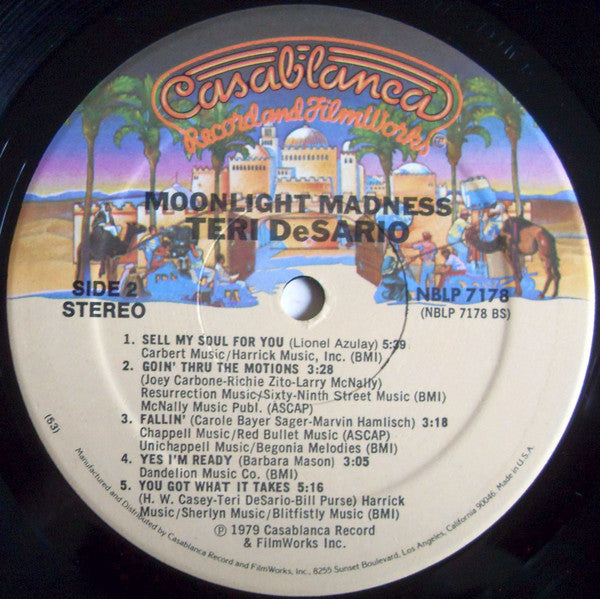 Casablanca
Record and FilmWorks
MOONLIGHT MADNESS
TERI DeSARIO
SIDE 2
STEREO
NBLP 7178
(NBLP 7178 BS)
1. SELL MY SOUL FOR YOU (Lionel Azulay) 5:39
Carbert Music/Harrick Music, Inc. (BMI)
2. GOIN' THRU THE MOTIONS 3:28
(Joey Carbone-Richie Zito-Larry McNally)
Resurrection Music/Sixty-Ninth Street Music (BMI)
McNally Music Publ. (ASCAP)
3. FALLIN' (Carole Bayer Sager-Marvin Hamlisch) 3:18
Chappell Music/Red Bullet Music (ASCAP)
Unichappell Music/Begonia Melodies (BMI)
4. YES I'M READY (Barbara Mason) 3:05
Dandelion Music Co. (BMI)
5. YOU GOT WHAT IT TAKES 5:16
(H. W. Casey-Teri DeSario-Bill Purse) Harrick
Music/Sherlyn Music/Blitfistly Music (BMI)
℗ 1979 Casablanca Record
& FilmWorks Inc.
(53)
Manufactured and Distributed by Casablanca Record and FilmWorks, Inc., 8255 Sunset Boulevard, Los Angeles, California 90046. Made in U.S.A.